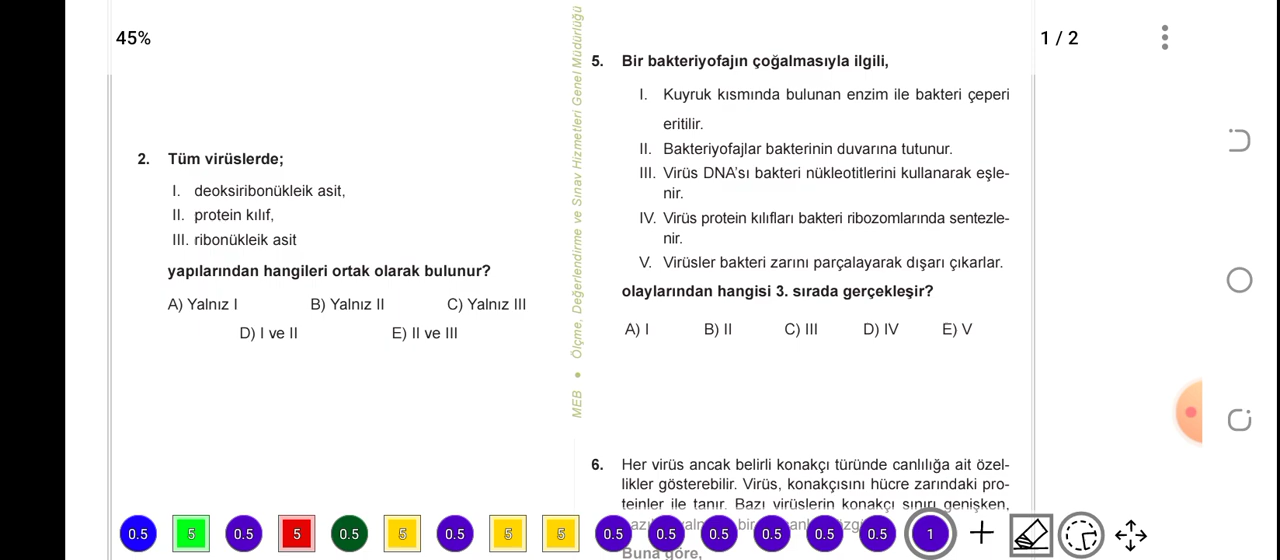 45%
1 / 2
2. Tüm virüslerde;
I. deoksiribonükleik asit,
II. protein kılıf,
III. ribonükleik asit
yapılarından hangileri ortak olarak bulunur?
A) Yalnız I B) Yalnız II C) Yalnız III
D) I ve II E) II ve III
MEB ● Ölçme, Değerlendirme ve Sınav Hizmetleri Genel Müdürlüğü
5. Bir bakteriyofajın çoğalmasıyla ilgili,
I. Kuyruk kısmında bulunan enzim ile bakteri çeperi
eritilir.
II. Bakteriyofajlar bakterinin duvarına tutunur.
III. Virüs DNA’sı bakteri nükleotitlerini kullanarak eşle-
nir.
IV. Virüs protein kılıfları bakteri ribozomlarında sentezle-
nir.
V. Virüsler bakteri zarını parçalayarak dışarı çıkarlar.
olaylarından hangisi 3. sırada gerçekleşir?
A) I B) II C) III D) IV E) V
6. Her virüs ancak belirli konakçı türünde canlılığa ait özel-
likler gösterebilir. Virüs, konakçısını hücre zarındaki pro-
teinler ile tanır. Bazı virüslerin konakçı sınırı genişken,
Buna göre,
0.5 5 0.5 5 0.5 5 0.5 5 5 0.5 0.5 0.5 0.5 0.5 0.5 1